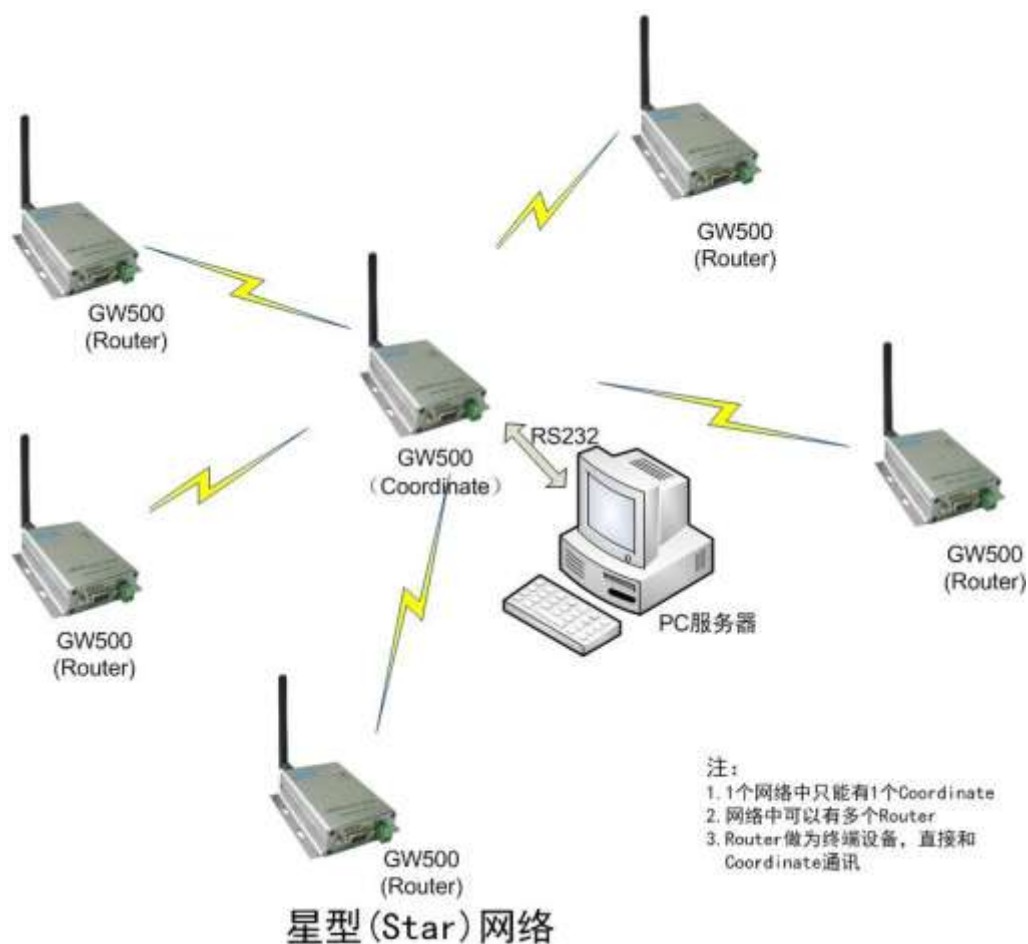 GW500
(Router)
GW500
(Router)
GW500
(Coordinate）
RS232
GW500
(Router)
GW500
(Router)
PC服务器
GW500
(Router)
注：
1. 1个网络中只能有1个Coordinate
2. 网络中可以有多个Router
3. Router做为终端设备，直接和
Coordinate通讯
星型(Star)网络